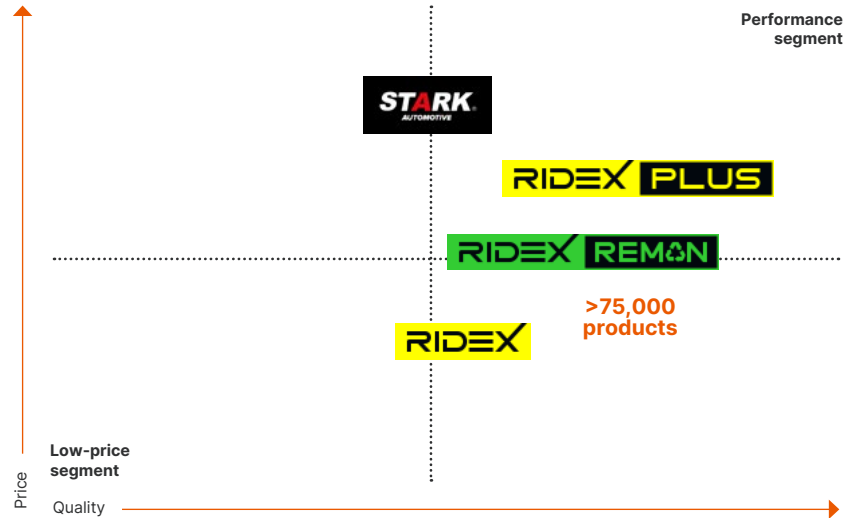 Performance
segment
STARK
AUTOMOTIVE
RIDEX PLUS
RIDEX REMAN
>75,000
products
RIDEX
Low-price
segment
Price
Quality